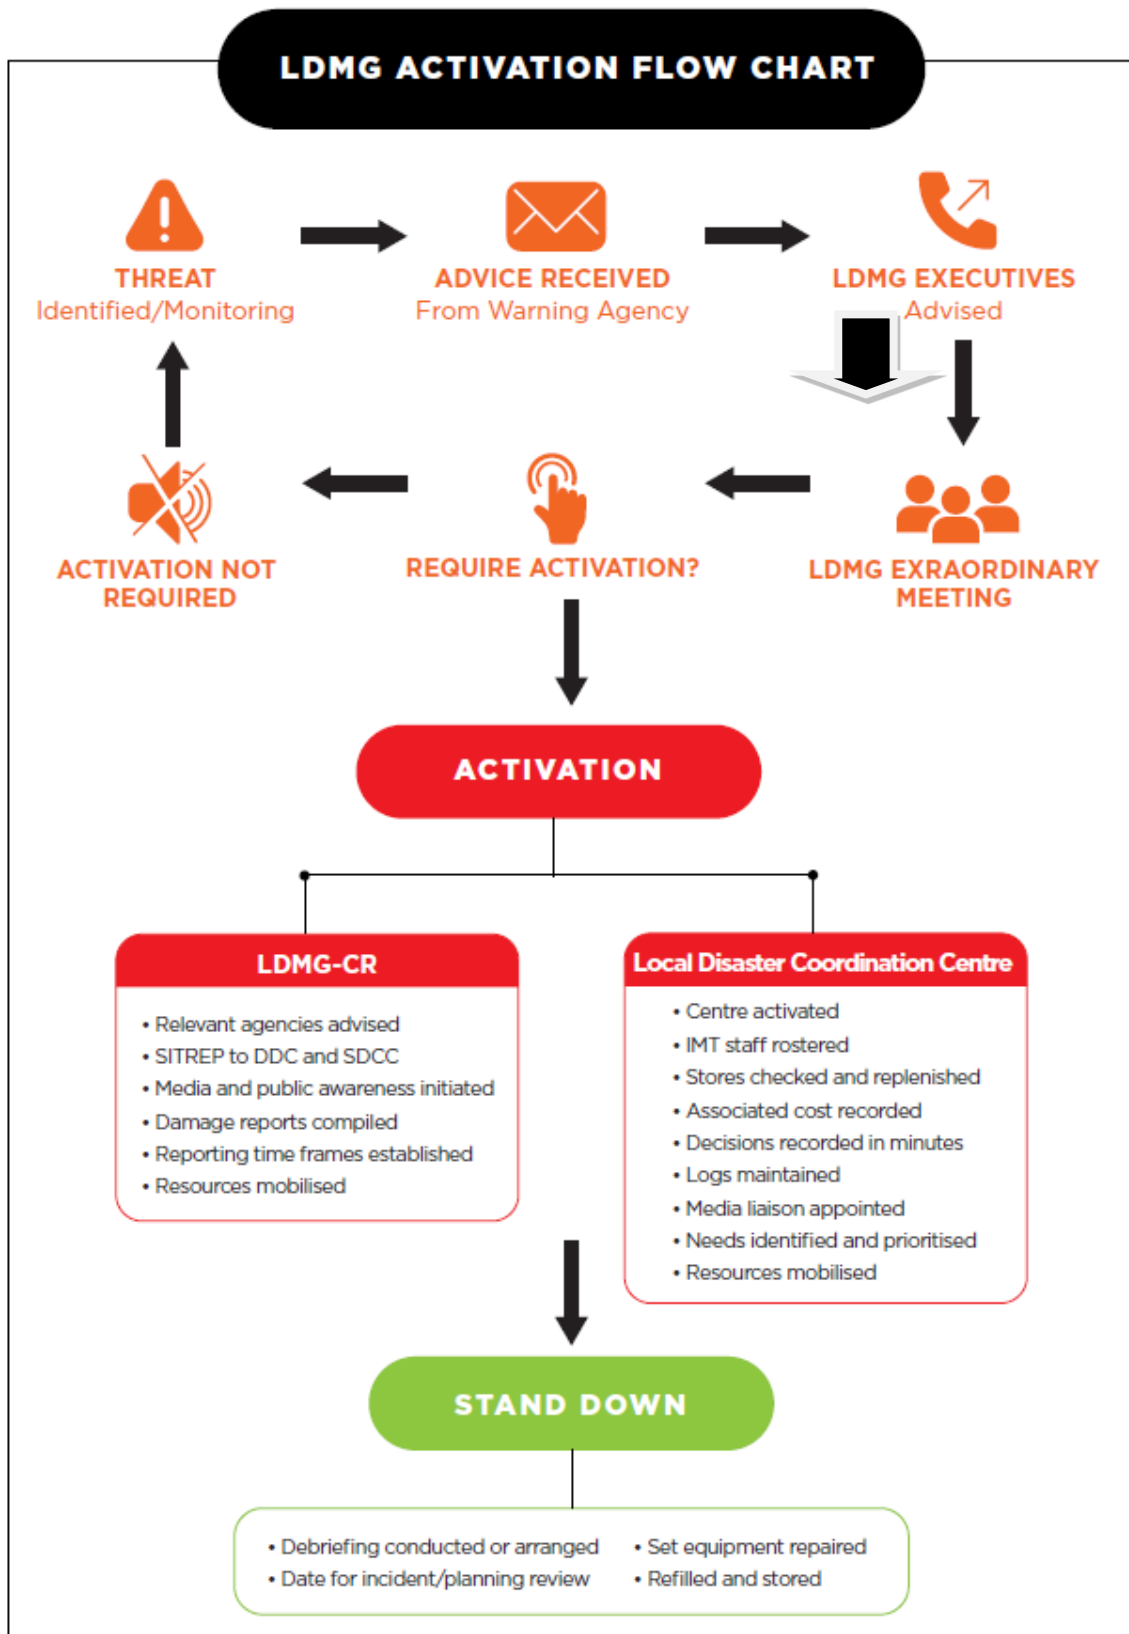 LDMG ACTIVATION FLOW CHART
THREAT
Identified/Monitoring
ADVICE RECEIVED
From Warning Agency
LDMG EXECUTIVES
Advised
ACTIVATION NOT
REQUIRED
REQUIRE ACTIVATION?
LDMG EXRAORDINARY
MEETING
ACTIVATION
LDMG-CR
• Relevant agencies advised
• SITREP to DDC and SDCC
• Media and public awareness initiated
• Damage reports compiled
• Reporting time frames established
• Resources mobilised
Local Disaster Coordination Centre
• Centre activated
• IMT staff rostered
• Stores checked and replenished
• Associated cost recorded
• Decisions recorded in minutes
• Logs maintained
• Media liaison appointed
• Needs identified and prioritised
• Resources mobilised
STAND DOWN
• Debriefing conducted or arranged
• Date for incident/planning review
• Set equipment repaired
• Refilled and stored